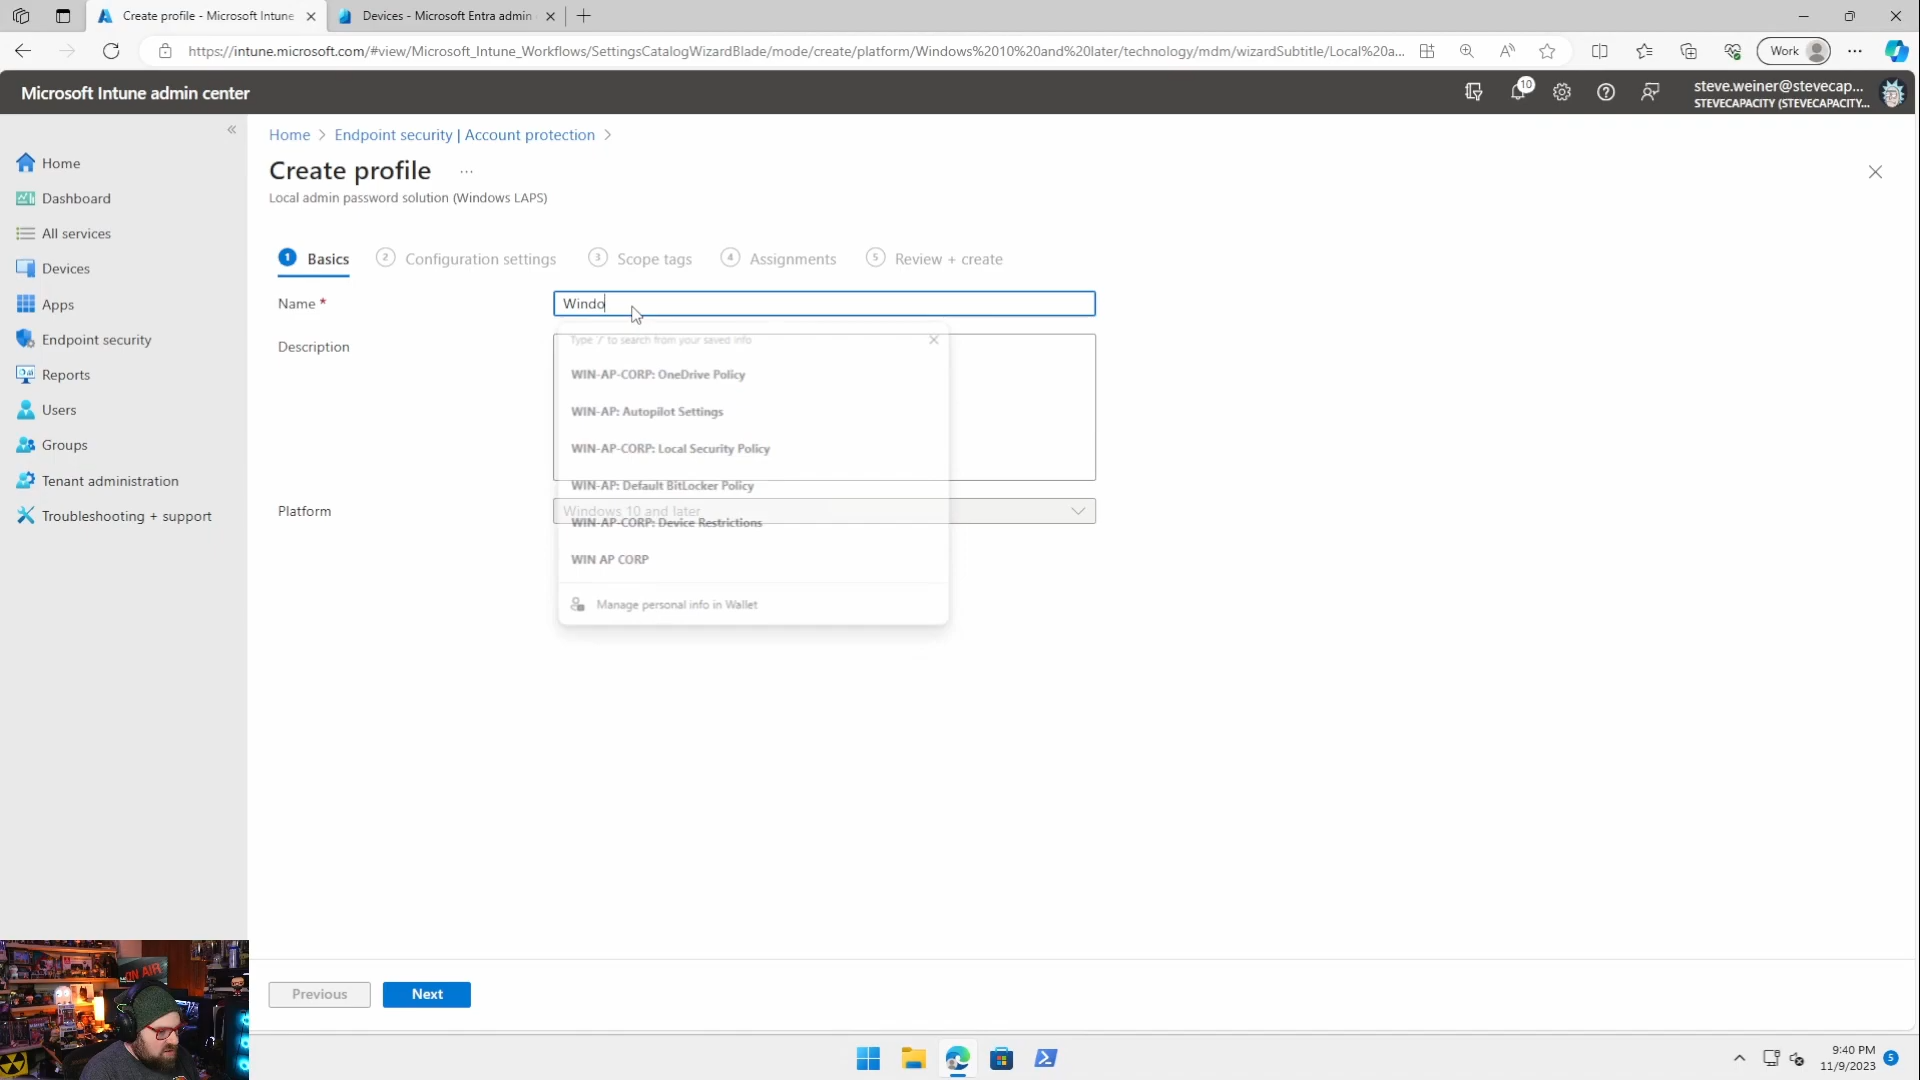 Create profile - Microsoft Intune
Devices - Microsoft Entra admin
https://intune.microsoft.com/#view/Microsoft_Intune_Workflows/SettingsCatalogWizardBlade/mode/create/platform/Windows%2010%20and%20later/technology/mdm/wizardSubtitle/Local%20a...
Work
Microsoft Intune admin center
10
steve.weiner@stevecap...
STEVECAPACITY (STEVECAPACITY...
Home > Endpoint security | Account protection >
Create profile ...
Local admin password solution (Windows LAPS)
Home
Dashboard
All services
Devices
Apps
Endpoint security
Reports
Users
Groups
Tenant administration
Troubleshooting + support
1 Basics 2 Configuration settings 3 Scope tags 4 Assignments 5 Review + create
Name *
Windo
Type '/' to search from your saved info
Description
WIN-AP-CORP: OneDrive Policy
WIN-AP: Autopilot Settings
WIN-AP-CORP: Local Security Policy
WIN-AP: Default BitLocker Policy
Platform
Windows 10 and later
WIN-AP-CORP: Device Restrictions
WIN AP CORP
Manage personal info in Wallet
Previous
Next
ON AIR
9:40 PM
11/9/2023
5